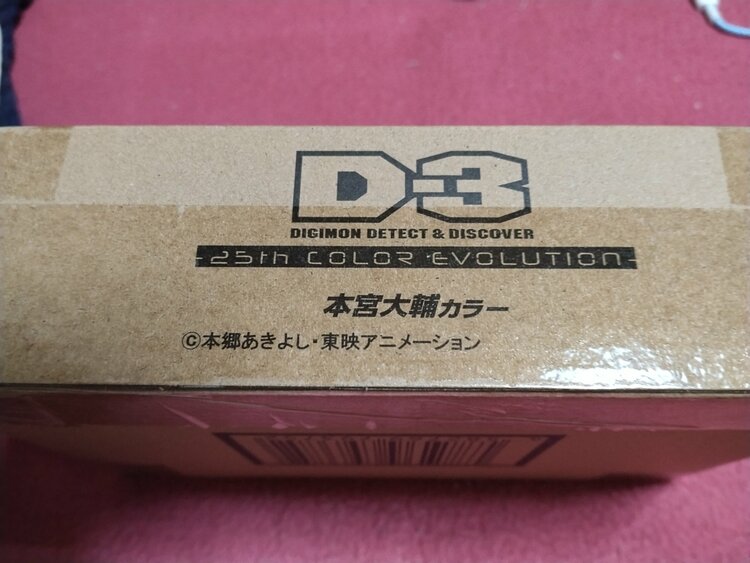 D-3
DIGIMON DETECT & DISCOVER
25th COLOR EVOLUTION
本宮大輔カラー
©本郷あきよし・東映アニメーション